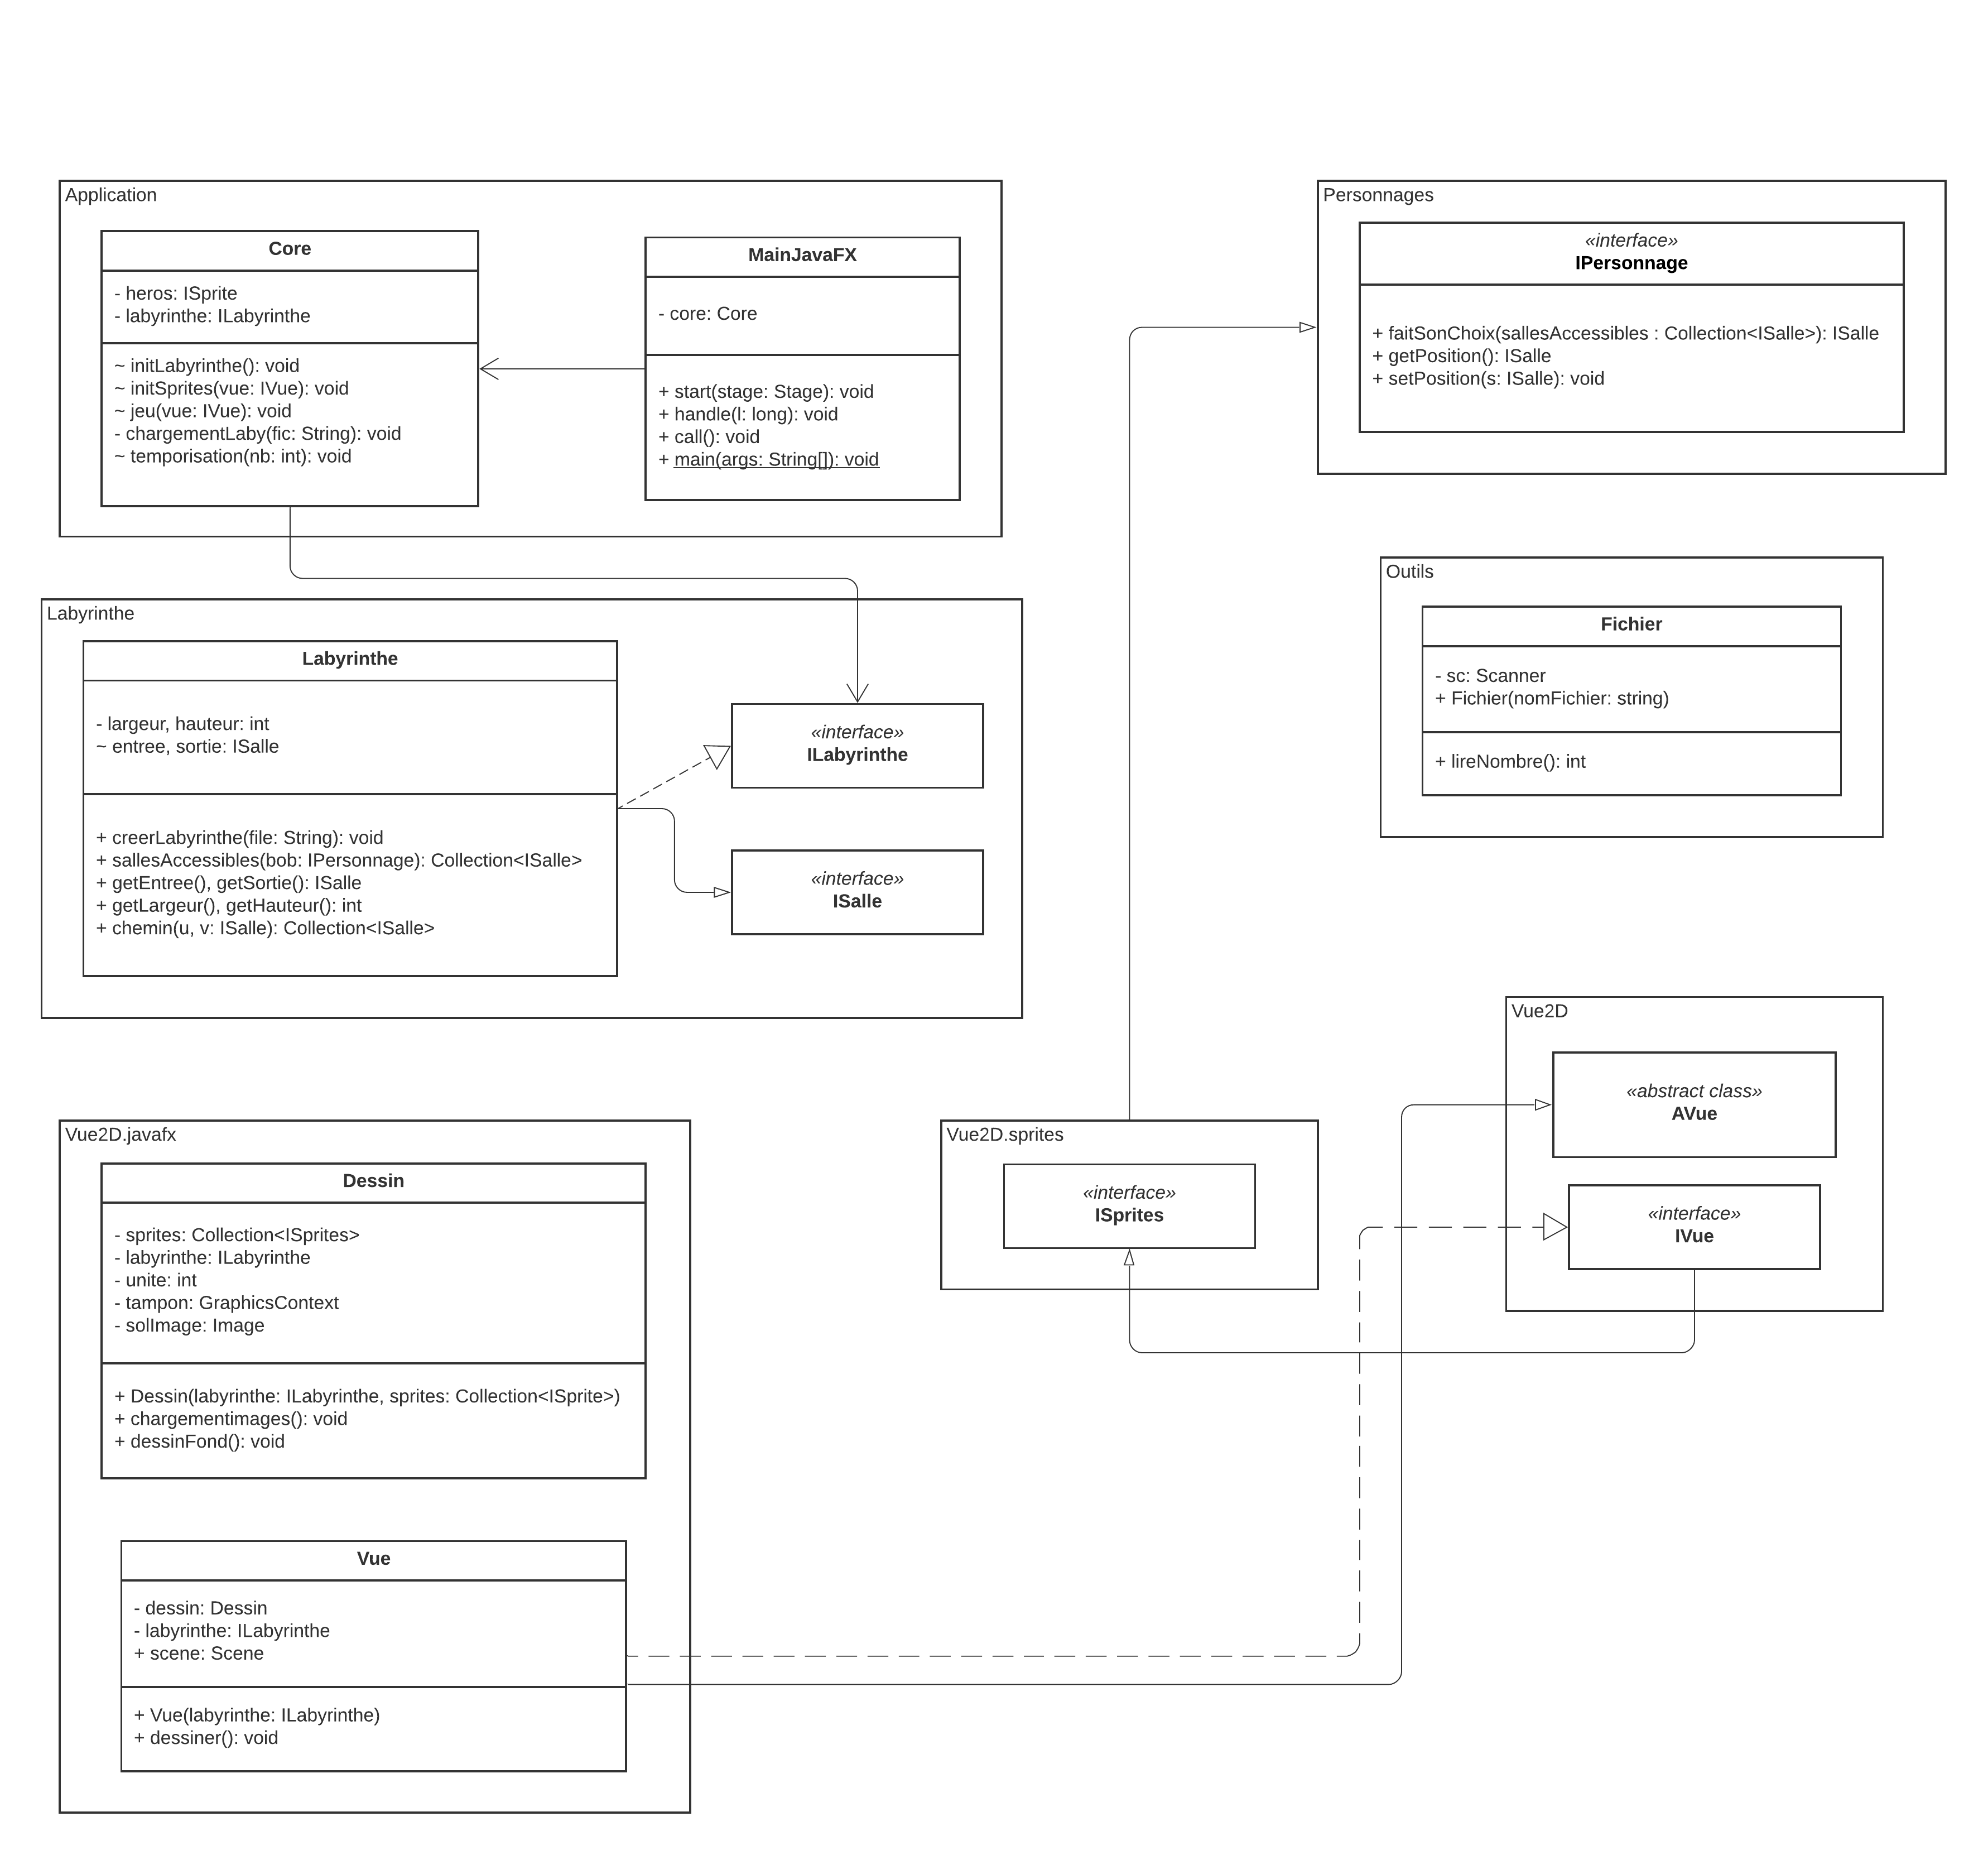 Application
Core
- heros: ISprite
- labyrinthe: ILabyrinthe
~ initLabyrinthe(): void
~ initSprites(vue: IVue): void
~ jeu(vue: IVue): void
- chargementLaby(fic: String): void
~ temporisation(nb: int): void
MainJavaFX
- core: Core
+ start(stage: Stage): void
+ handle(l: long): void
+ call(): void
+ main(args: String[]): void
Personnages
«interface»
IPersonnage
+ faitSonChoix(sallesAccessibles : Collection<ISalle>): ISalle
+ getPosition(): ISalle
+ setPosition(s: ISalle): void
Outils
Fichier
- sc: Scanner
+ Fichier(nomFichier: string)
+ lireNombre(): int
Labyrinthe
Labyrinthe
- largeur, hauteur: int
~ entree, sortie: ISalle
+ creerLabyrinthe(file: String): void
+ sallesAccessibles(bob: IPersonnage): Collection<ISalle>
+ getEntree(), getSortie(): ISalle
+ getLargeur(), getHauteur(): int
+ chemin(u, v: ISalle): Collection<ISalle>
«interface»
ILabyrinthe
«interface»
ISalle
Vue2D
«abstract class»
AVue
«interface»
IVue
Vue2D.sprites
«interface»
ISprites
Vue2D.javafx
Dessin
- sprites: Collection<ISprites>
- labyrinthe: ILabyrinthe
- unite: int
- tampon: GraphicsContext
- solImage: Image
+ Dessin(labyrinthe: ILabyrinthe, sprites: Collection<ISprite>)
+ chargementimages(): void
+ dessinFond(): void
Vue
- dessin: Dessin
- labyrinthe: ILabyrinthe
+ scene: Scene
+ Vue(labyrinthe: ILabyrinthe)
+ dessiner(): void